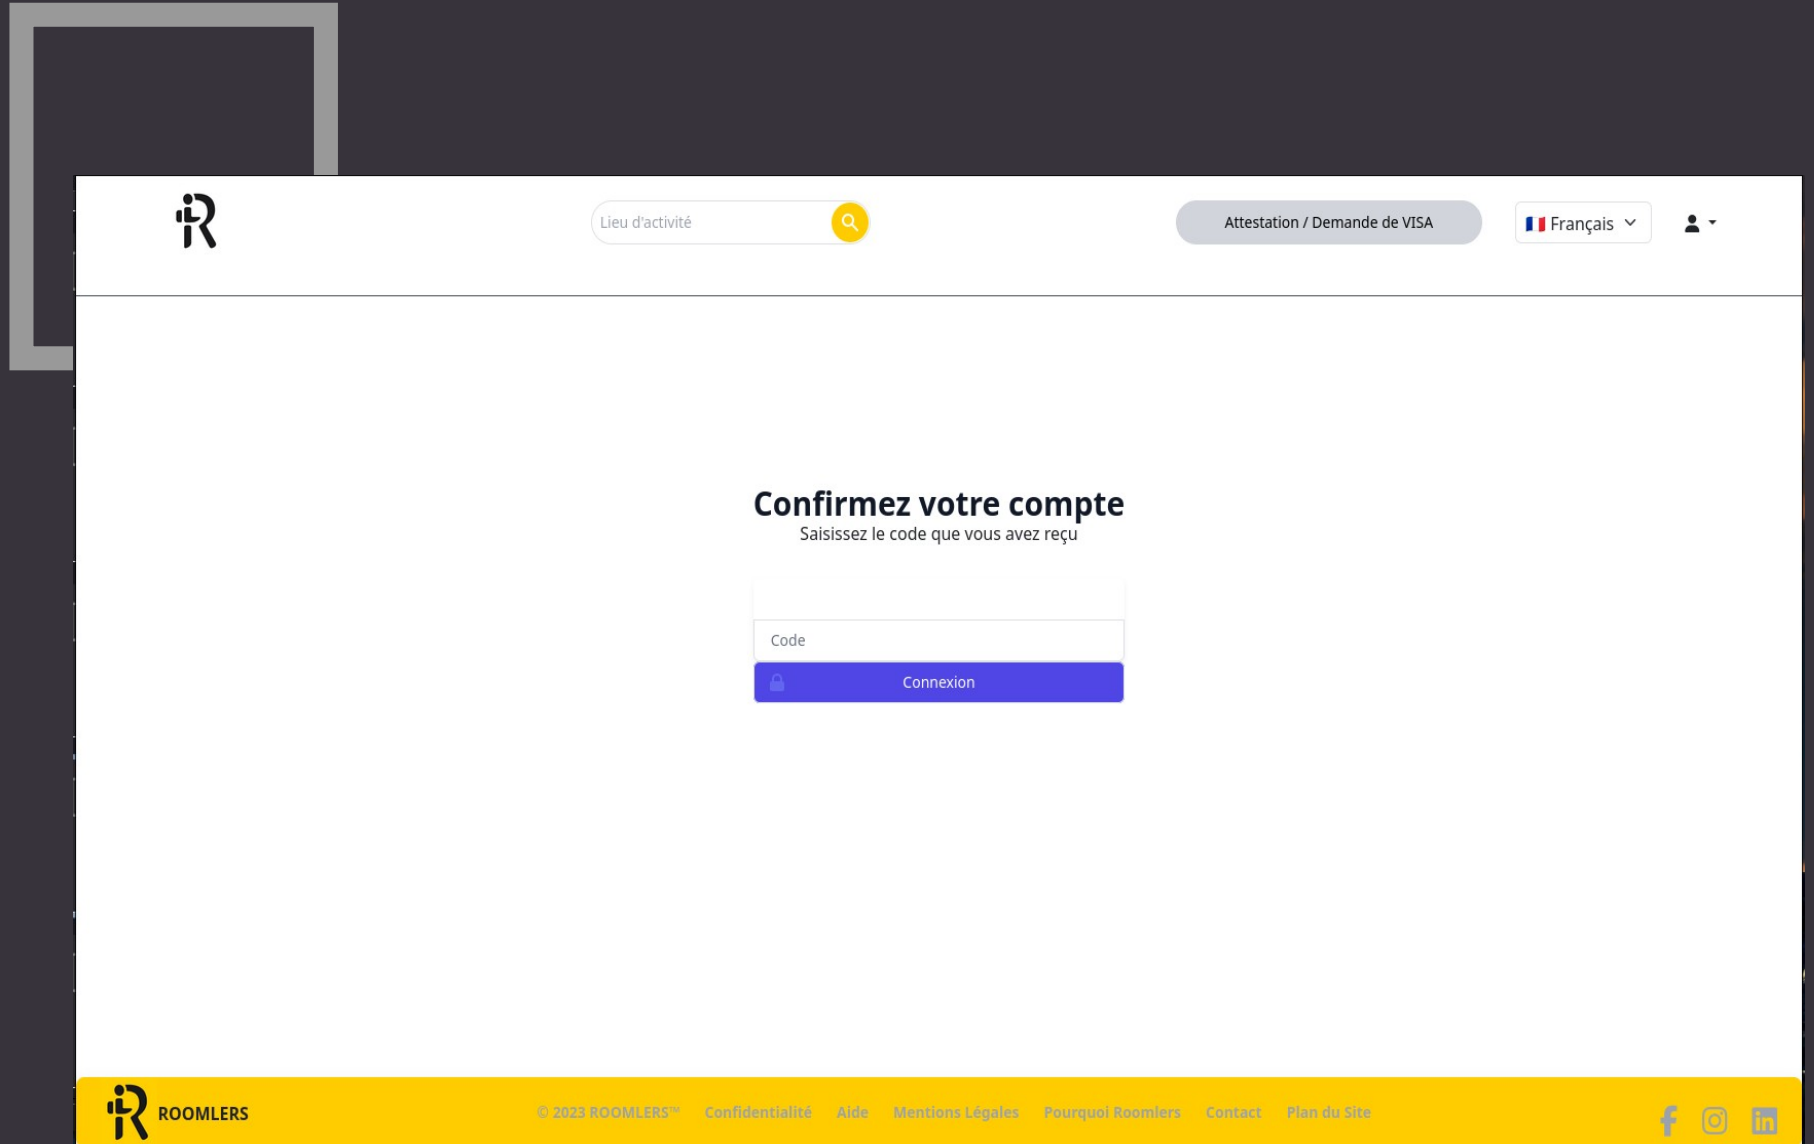 Lieu d'activité
Attestation / Demande de VISA
Français
Confirmez votre compte
Saisissez le code que vous avez reçu
Code
Connexion
ROOMLERS
© 2023 ROOMLERS™ Confidentialité Aide Mentions Légales Pourquoi Roomlers Contact Plan du Site